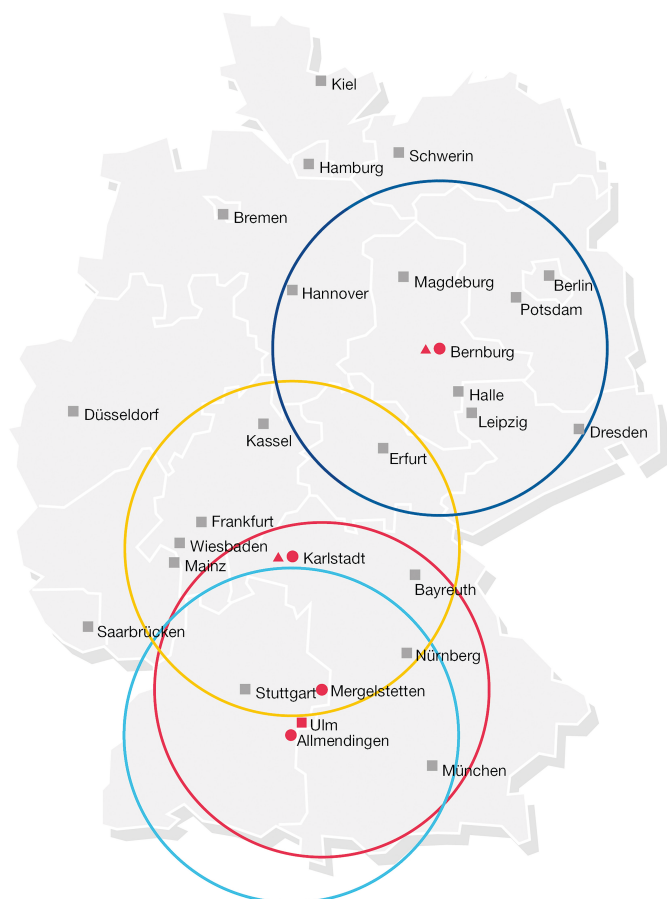 Kiel
Schwerin
Hamburg
Bremen
Magdeburg
Berlin
Hannover
Potsdam
Bernburg
Halle
Düsseldorf
Leipzig
Dresden
Kassel
Erfurt
Frankfurt
Wiesbaden
Karlstadt
Mainz
Bayreuth
Saarbrücken
Nürnberg
Stuttgart
Mergelstetten
Ulm
Allmendingen
München